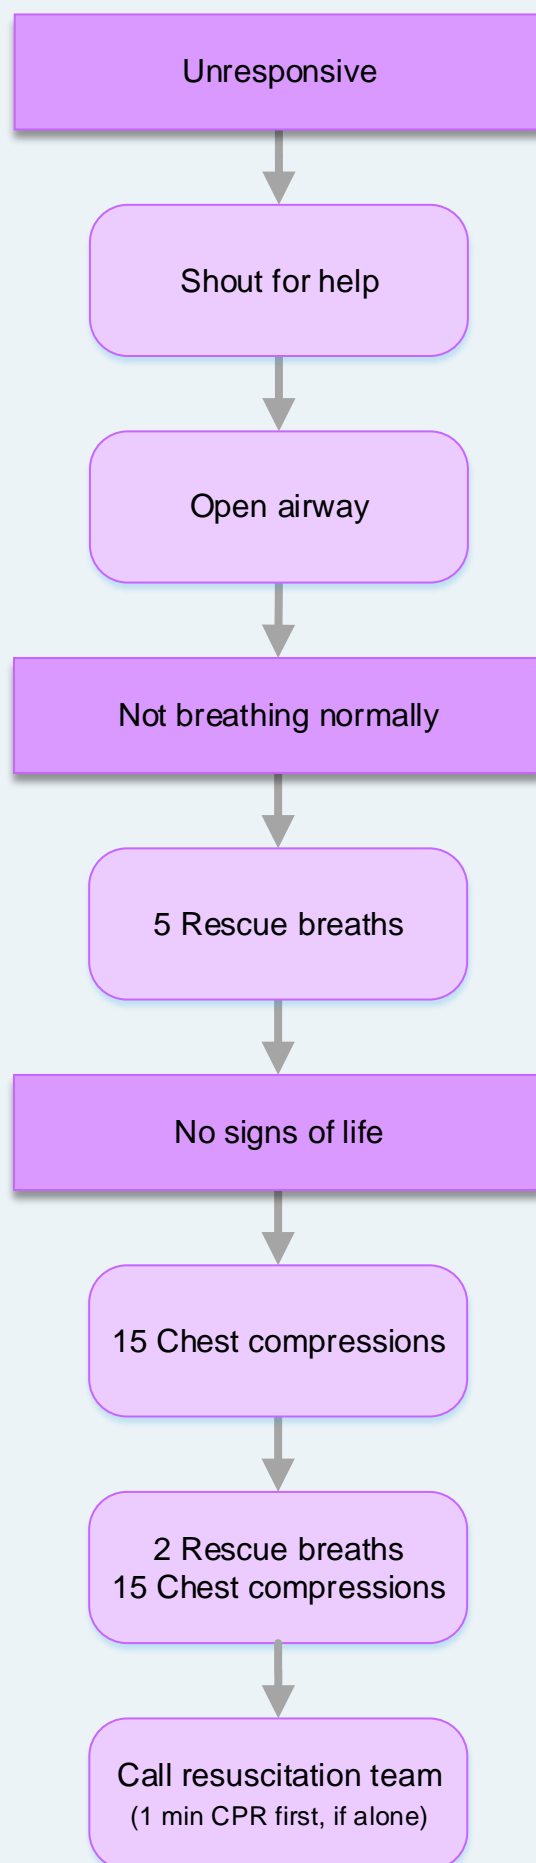 Unresponsive
Shout for help
Open airway
Not breathing normally
5 Rescue breaths
No signs of life
15 Chest compressions
2 Rescue breaths
15 Chest compressions
Call resuscitation team
(1 min CPR first, if alone)